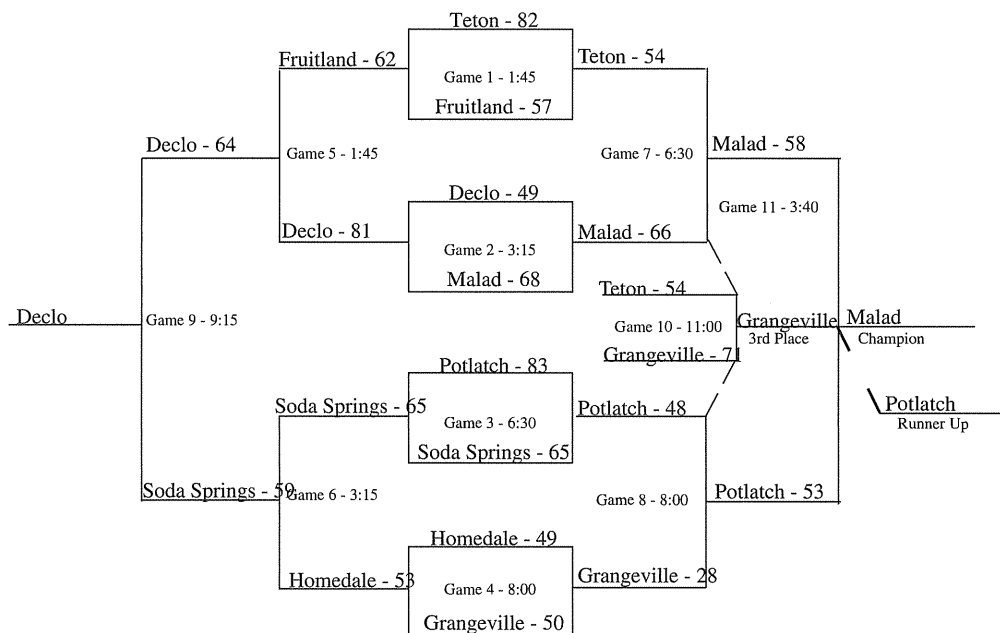 Teton - 82
Fruitland - 62
Teton - 54
Game 1 - 1:45
Fruitland - 57
Declo - 64
Game 5 - 1:45
Game 7 - 6:30
Malad - 58
Declo - 49
Game 11 - 3:40
Declo - 81
Game 2 - 3:15
Malad - 66
Malad - 68
Teton - 54
Declo
Game 9 - 9:15
Game 10 - 11:00
Grangeville
Malad
3rd Place
Champion
Grangeville - 71
Potlatch - 83
Soda Springs - 65
Game 3 - 6:30
Potlatch - 48
Potlatch
Runner Up
Soda Springs - 65
Soda Springs - 59
Game 6 - 3:15
Game 8 - 8:00
Potlatch - 53
Homedale - 49
Homedale - 53
Game 4 - 8:00
Grangeville - 28
Grangeville - 50